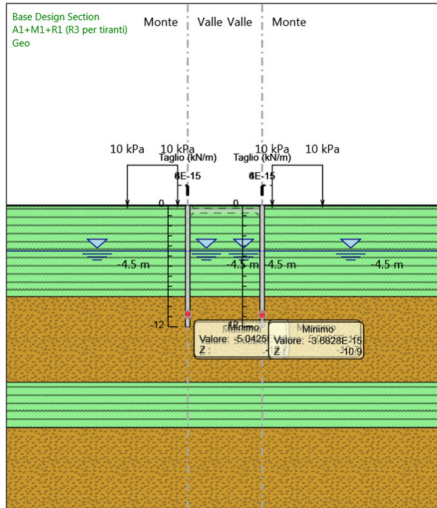 Base Design Section
A1+M1+R1 (R3 per tiranti)
Geo
Monte Valle Valle Monte
10 kPa 10 kPa 10 kPa 10 kPa
Taglio (kN/m) Taglio (kN/m)
6E-15 6E-15
0 0
-4.5 m -4.5 m -4.5 m
-12 -12
Minimo Minimo
Valore: -5.0425 Valore: -3.6828E-15
Z : Z : -10.9